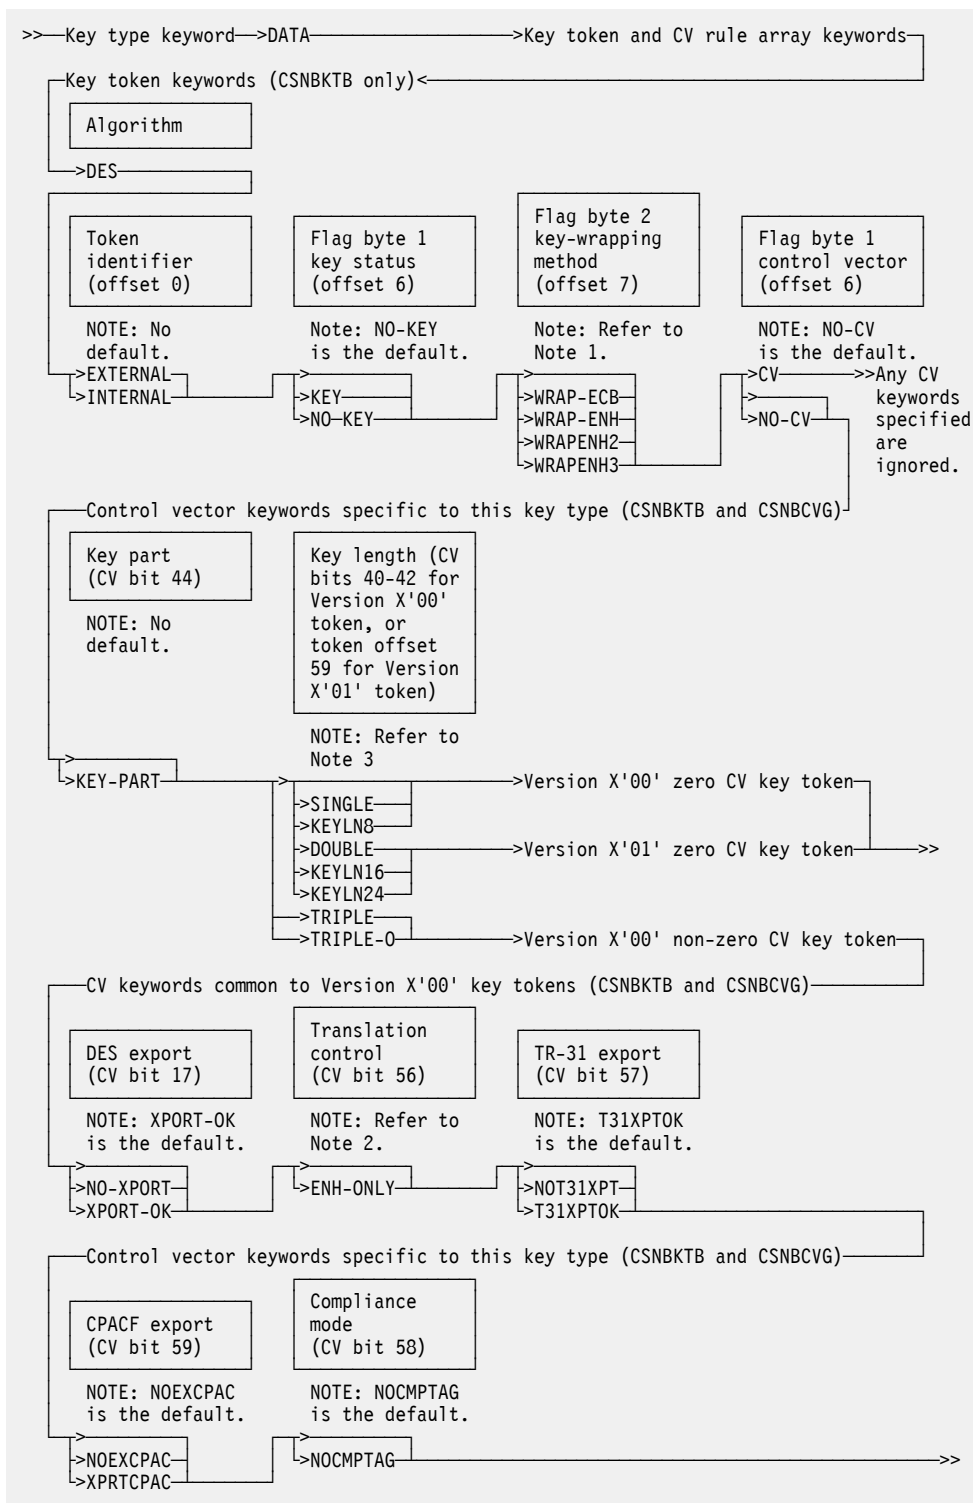 >>—Key type keyword—>DATA—>Key token and CV rule array keywords
Key token keywords (CSNBKTB only)<
Algorithm
>DES
Token
identifier
(offset 0)
Flag byte 1
key status
(offset 6)
Flag byte 2
key-wrapping
method
(offset 7)
Flag byte 1
control vector
(offset 6)
NOTE: No
default.
Note: NO-KEY
is the default.
Note: Refer to
Note 1.
NOTE: NO-CV
is the default.
>EXTERNAL
>INTERNAL
>
>KEY
>NO-KEY
>
>WRAP-ECB
>WRAP-ENH
>WRAPENH2
>WRAPENH3
>CV—>>Any CV
keywords
specified
are
ignored.
>
>NO-CV
Control vector keywords specific to this key type (CSNBKTB and CSNBCVG)
Key part
(CV bit 44)
Key length (CV
bits 40-42 for
Version X'00'
token, or
token offset
59 for Version
X'01' token)
NOTE: No
default.
NOTE: Refer to
Note 3
>
>KEY-PART
>—>Version X'00' zero CV key token
>SINGLE
>KEYLN8
>DOUBLE—>Version X'01' zero CV key token—>>
>KEYLN16
>KEYLN24
>TRIPLE
>TRIPLE-O—>Version X'00' non-zero CV key token
CV keywords common to Version X'00' key tokens (CSNBKTB and CSNBCVG)
DES export
(CV bit 17)
Translation
control
(CV bit 56)
TR-31 export
(CV bit 57)
NOTE: XPORT-OK
is the default.
NOTE: Refer to
Note 2.
NOTE: T31XPTOK
is the default.
>
>NO-XPORT
>XPORT-OK
>
>ENH-ONLY
>
>NOT31XPT
>T31XPTOK
Control vector keywords specific to this key type (CSNBKTB and CSNBCVG)
CPACF export
(CV bit 59)
Compliance
mode
(CV bit 58)
NOTE: NOEXCPAC
is the default.
NOTE: NOCMPTAG
is the default.
>
>NOEXCPAC
>XPRTCPAC
>
>NOCMPTAG—>>